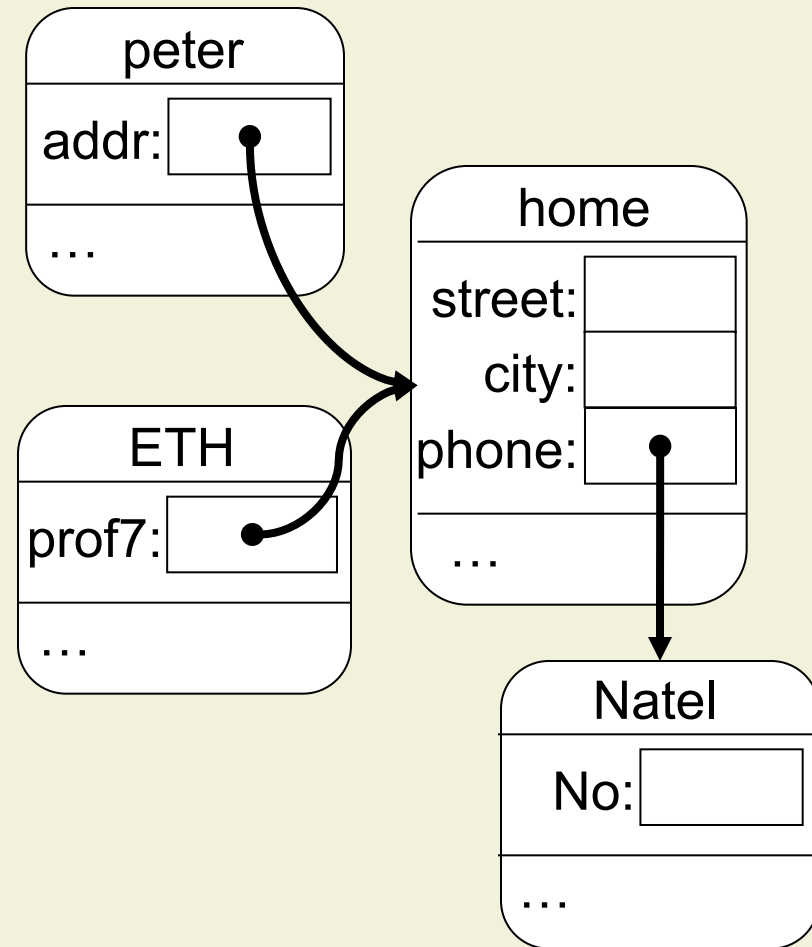 peter
addr:
…
ETH
prof7:
…
home
street:
city:
phone:
…
Natel
No:
…